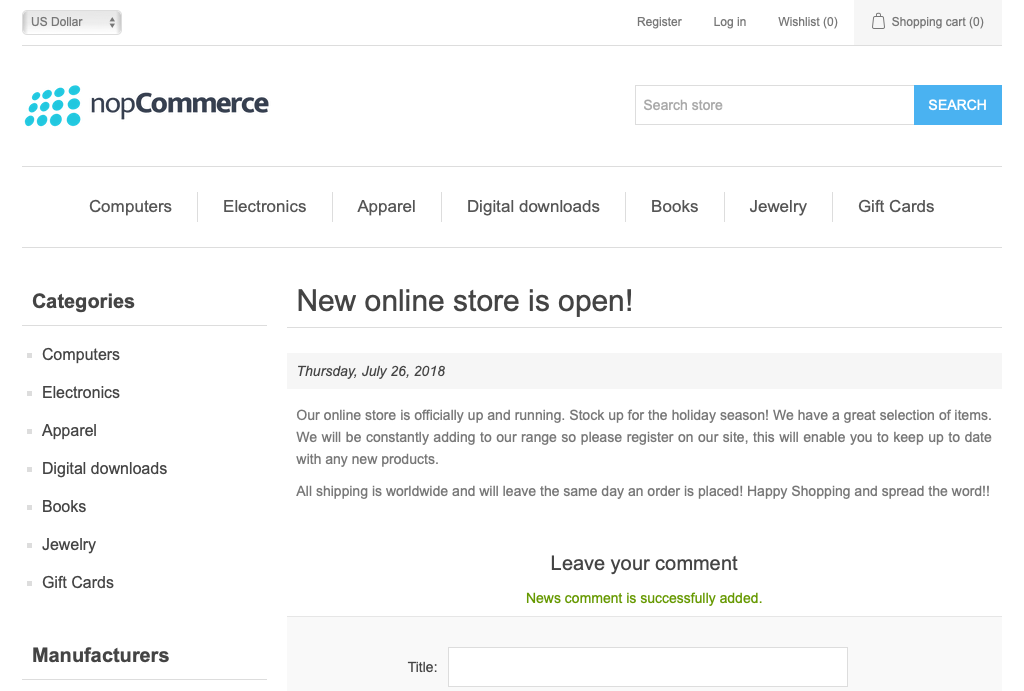 US Dollar
Register
Log in
Wishlist (0)
Shopping cart (0)
nopCommerce
Search store
SEARCH
Computers
Electronics
Apparel
Digital downloads
Books
Jewelry
Gift Cards
Categories
Computers
Electronics
Apparel
Digital downloads
Books
Jewelry
Gift Cards
Manufacturers
New online store is open!
Thursday, July 26, 2018
Our online store is officially up and running. Stock up for the holiday season! We have a great selection of items.
We will be constantly adding to our range so please register on our site, this will enable you to keep up to date
with any new products.
All shipping is worldwide and will leave the same day an order is placed! Happy Shopping and spread the word!!
Leave your comment
News comment is successfully added.
Title: